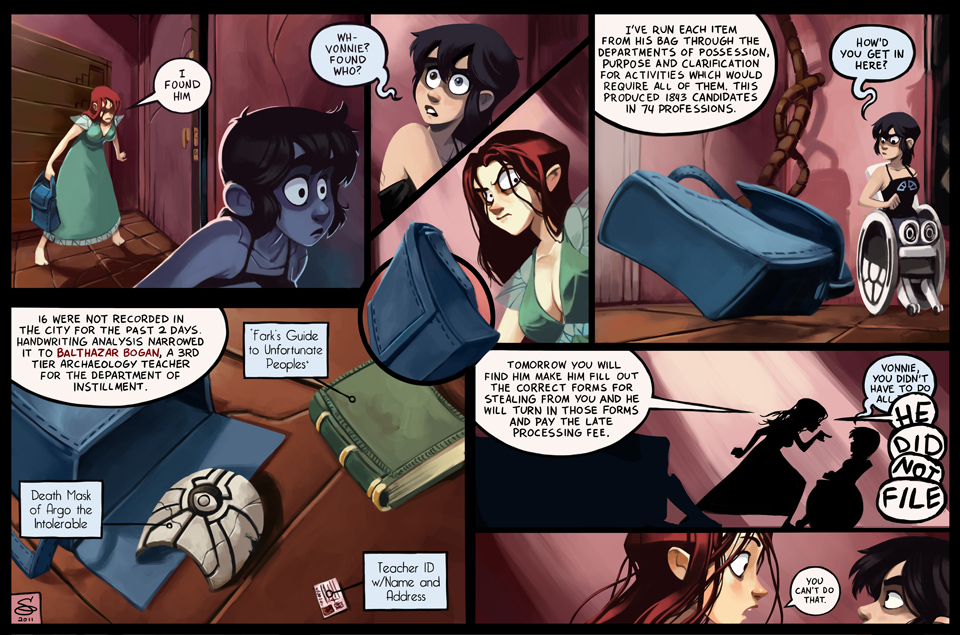 I
FOUND
HIM
WH-
VONNIE?
FOUND
WHO?
I'VE RUN EACH ITEM
FROM HIS BAG THROUGH THE
DEPARTMENTS OF POSSESSION,
PURPOSE AND CLARIFICATION
FOR ACTIVITIES WHICH WOULD
REQUIRE ALL OF THEM. THIS
PRODUCED 1843 CANDIDATES
IN 74 PROFESSIONS.
HOW'D
YOU GET IN
HERE?
16 WERE NOT RECORDED IN
THE CITY FOR THE PAST 2 DAYS.
HANDWRITING ANALYSIS NARROWED
IT TO BALTHAZAR BOGAN, A 3RD
TIER ARCHAEOLOGY TEACHER
FOR THE DEPARTMENT OF
INSTILLMENT.
"Fark's Guide
to Unfortunate
Peoples"
Death Mask
of Argo the
Intolerable
Teacher ID
w/Name and
Address
2011
TOMORROW YOU WILL
FIND HIM MAKE HIM FILL OUT
THE CORRECT FORMS FOR
STEALING FROM YOU AND HE
WILL TURN IN THOSE FORMS
AND PAY THE LATE
PROCESSING FEE.
VONNIE,
YOU DIDN'T
HAVE TO DO
ALL
HE
DID
NOT
FILE
YOU
CAN'T DO
THAT.